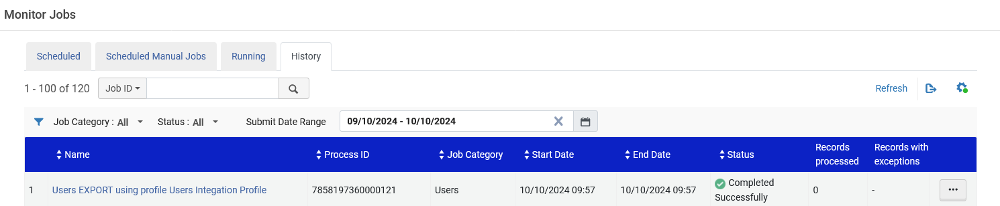 Monitor Jobs
Scheduled Scheduled Manual Jobs Running History
1 - 100 of 120 Job ID Refresh
Job Category : All Status : All Submit Date Range 09/10/2024 - 10/10/2024
Name Process ID Job Category Start Date End Date Status Records processed Records with exceptions
1 Users EXPORT using profile Users Integation Profile 7858197360000121 Users 10/10/2024 09:57 10/10/2024 09:57 Completed Successfully 0 -